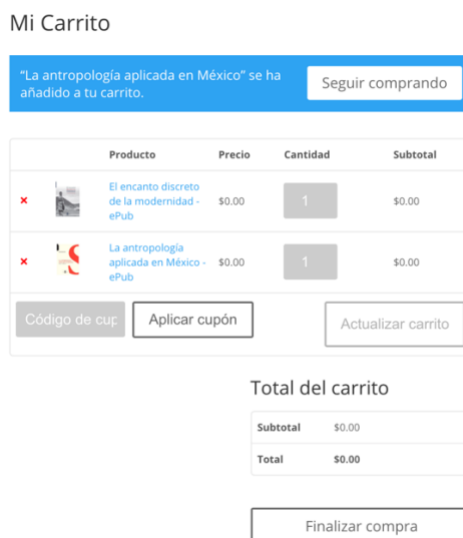 Mi Carrito
“La antropología aplicada en México” se ha
añadido a tu carrito.
Seguir comprando
Producto Precio Cantidad Subtotal
El encanto discreto
de la modernidad -
ePub
$0.00 1 $0.00
La antropología
aplicada en México -
ePub
$0.00 1 $0.00
Código de cup
Aplicar cupón
Actualizar carrito
Total del carrito
Subtotal $0.00
Total $0.00
Finalizar compra